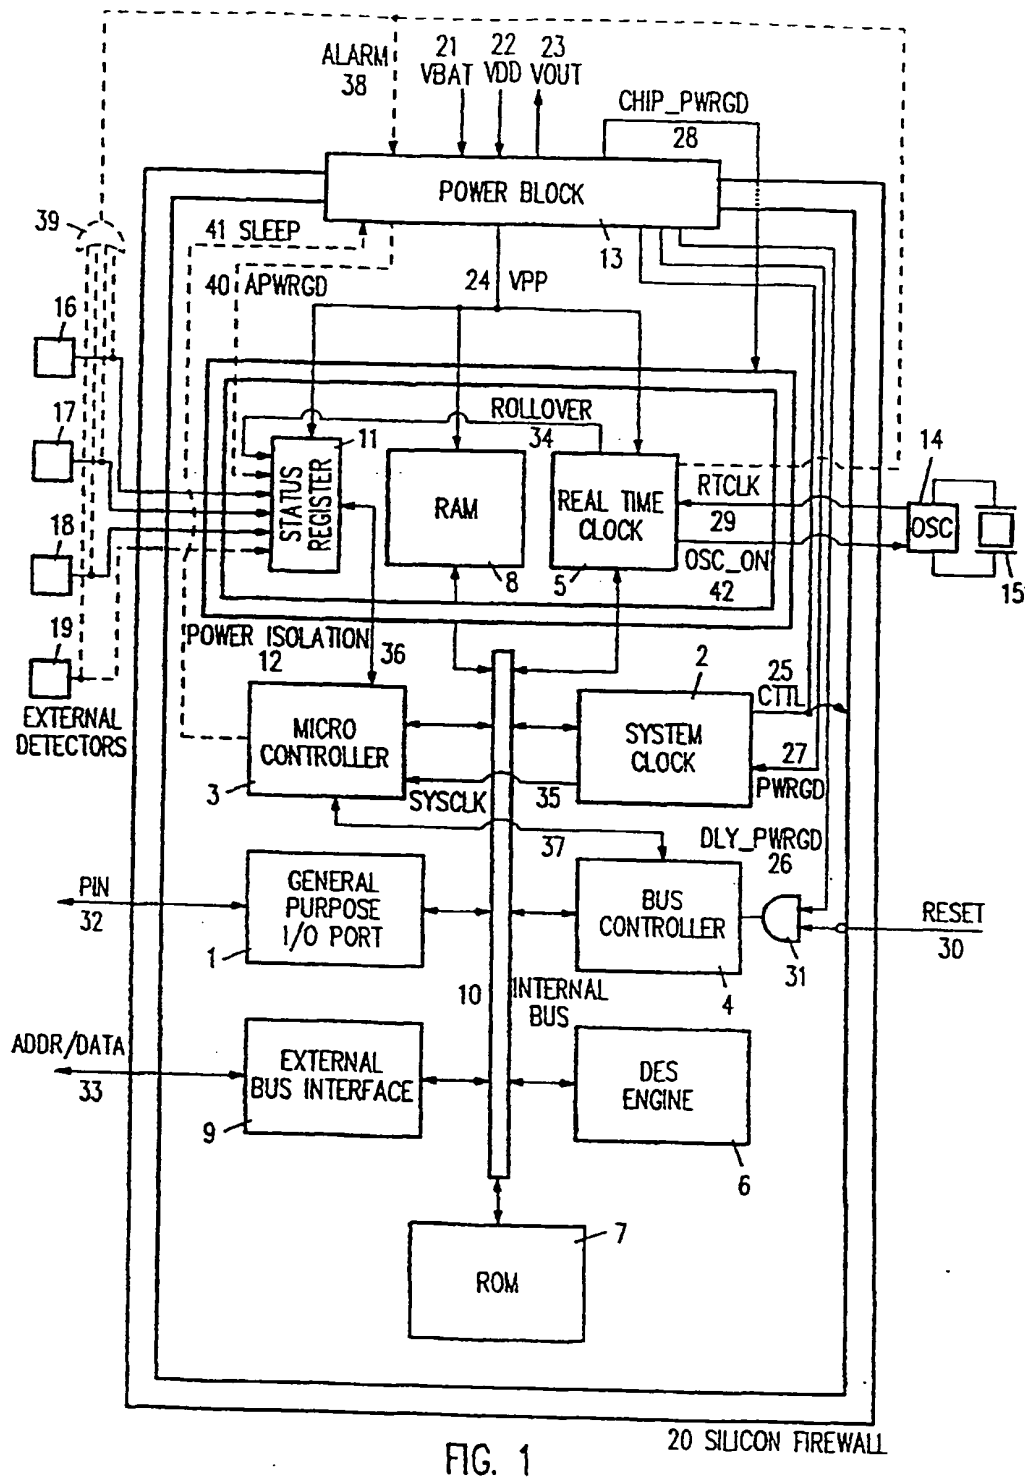 ALARM
38
21
VBAT
22
VDD
23
VOUT
CHIP_PWRGD
28
POWER BLOCK
13
39
41 SLEEP
40 APWRGD
24 VPP
16
17
18
19
EXTERNAL
DETECTORS
ROLLOVER
34
11
STATUS
REGISTER
RAM
8
REAL TIME
CLOCK
5
RTCLK
29
OSC_ON
42
14
OSC
15
POWER ISOLATION
12
36
MICRO
CONTROLLER
3
SYSCLK
35
2
SYSTEM
CLOCK
25
CTTL
27
PWRGD
37
DLY_PWRGD
26
PIN
32
GENERAL
PURPOSE
I/O PORT
1
BUS
CONTROLLER
4
31
RESET
30
10
INTERNAL
BUS
ADDR/DATA
33
EXTERNAL
BUS INTERFACE
9
DES
ENGINE
6
ROM
7
20 SILICON FIREWALL
FIG. 1